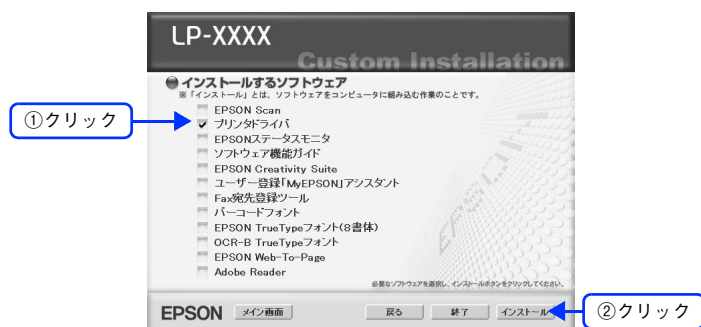 LP-XXXX
Custom Installation
インストールするソフトウェア
※「インストール」とは、ソフトウェアをコンピュータに組み込む作業のことです。
EPSON Scan
①クリック
プリンタドライバ
EPSONステータスモニタ
ソフトウェア機能ガイド
EPSON Creativity Suite
ユーザー登録「MyEPSON」アシスタント
Fax宛先登録ツール
バーコードフォント
EPSON TrueTypeフォント(8書体)
OCR-B TrueTypeフォント
EPSON Web-To-Page
Adobe Reader
EPSON
必要なソフトウェアを選択し、インストールボタンをクリックしてください。
EPSON メイン画面 戻る 終了 インストール ②クリック